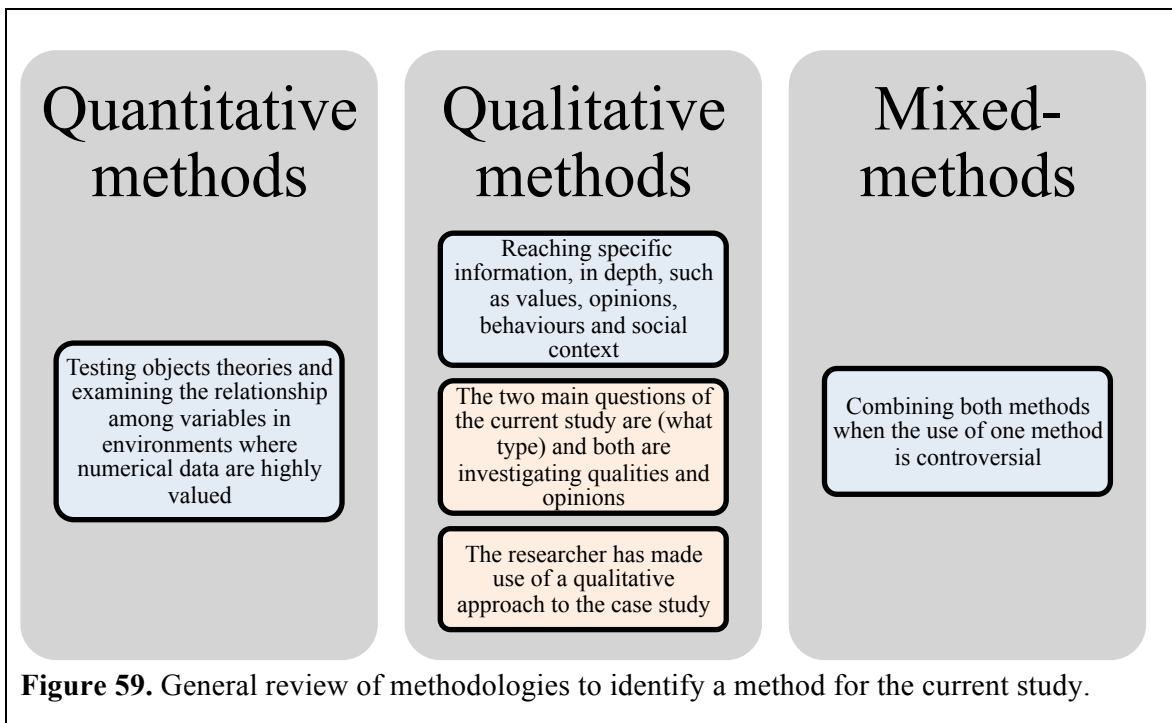 Quantitative
methods
Testing objects theories and
examining the relationship
among variables in
environments where
numerical data are highly
valued
Qualitative
methods
Reaching specific
information, in depth, such
as values, opinions,
behaviours and social
context
The two main questions of
the current study are (what
type) and both are
investigating qualities and
opinions
The researcher has made
use of a qualitative
approach to the case study
Mixed-
methods
Combining both methods
when the use of one method
is controversial
Figure 59. General review of methodologies to identify a method for the current study.